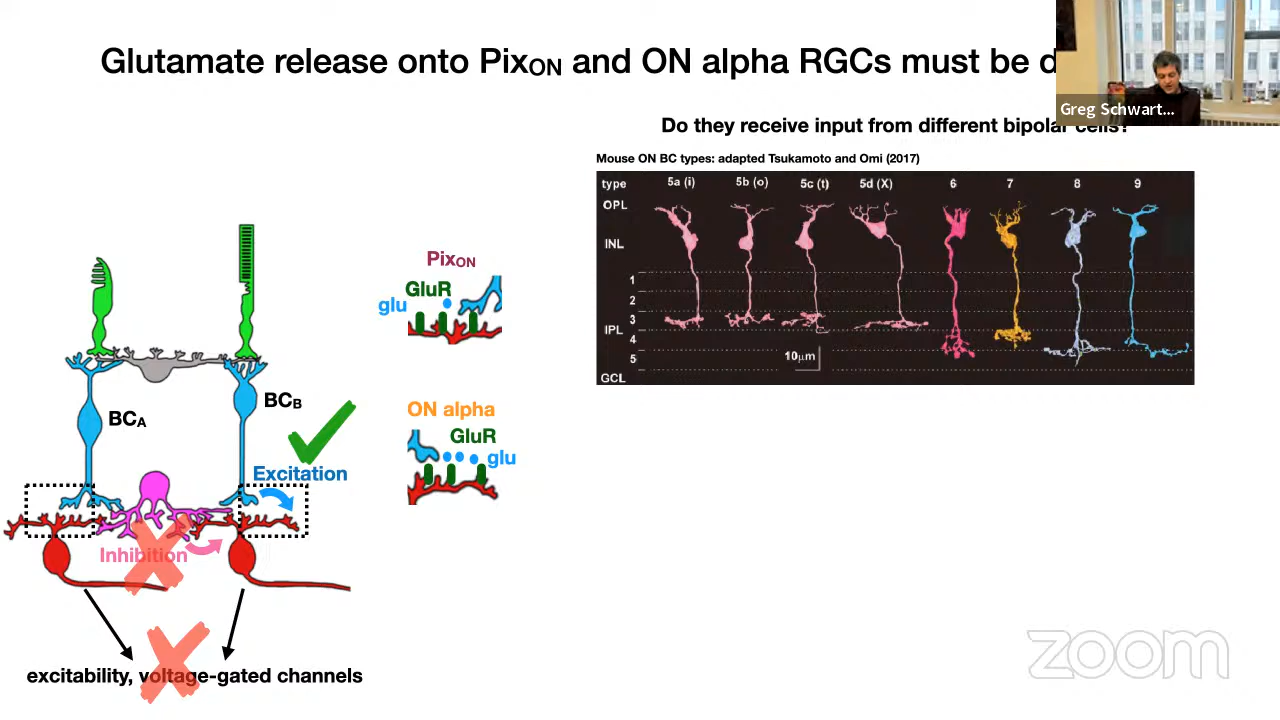 Glutamate release onto PixON and ON alpha RGCs must be
Greg Schwart...
Do they receive input from different bipolar cells?
Mouse ON BC types: adapted Tsukamoto and Omi (2017)
type 5a (i) 5b (o) 5c (t) 5d (X) 6 7 8 9
OPL
INL
1
2
3
IPL
4
5
10µm
GCL
PixON
GluR
glu
BCA
BCB
ON alpha
GluR
glu
Excitation
Inhibition
excitability, voltage-gated channels
zoom